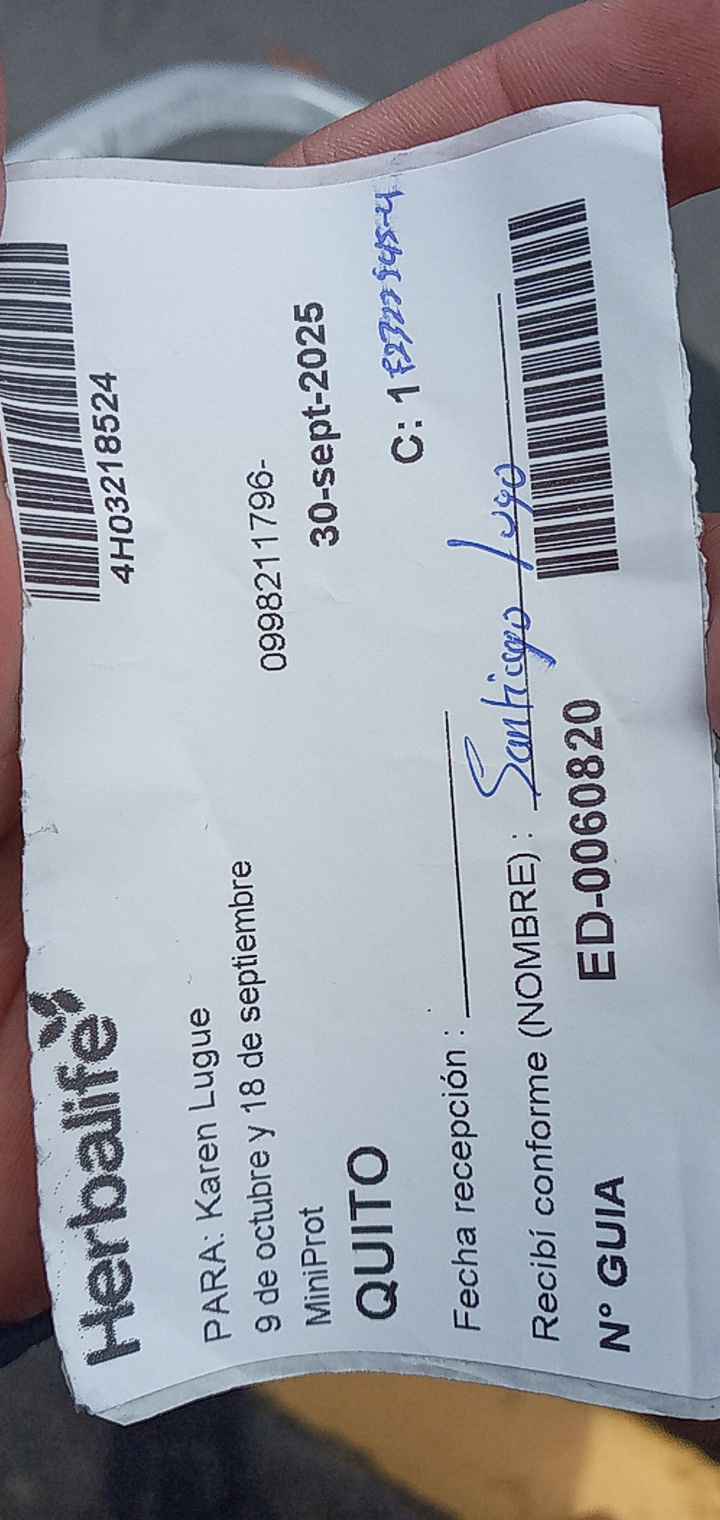 Herbalife
4H03218524
PARA: Karen Lugue
9 de octubre y 18 de septiembre
0998211796-
MiniProt
30-sept-2025
QUITO
C: 1
Fecha recepción :
Recibí conforme (NOMBRE) : Santiago Lugo
Nº GUIA ED-0060820